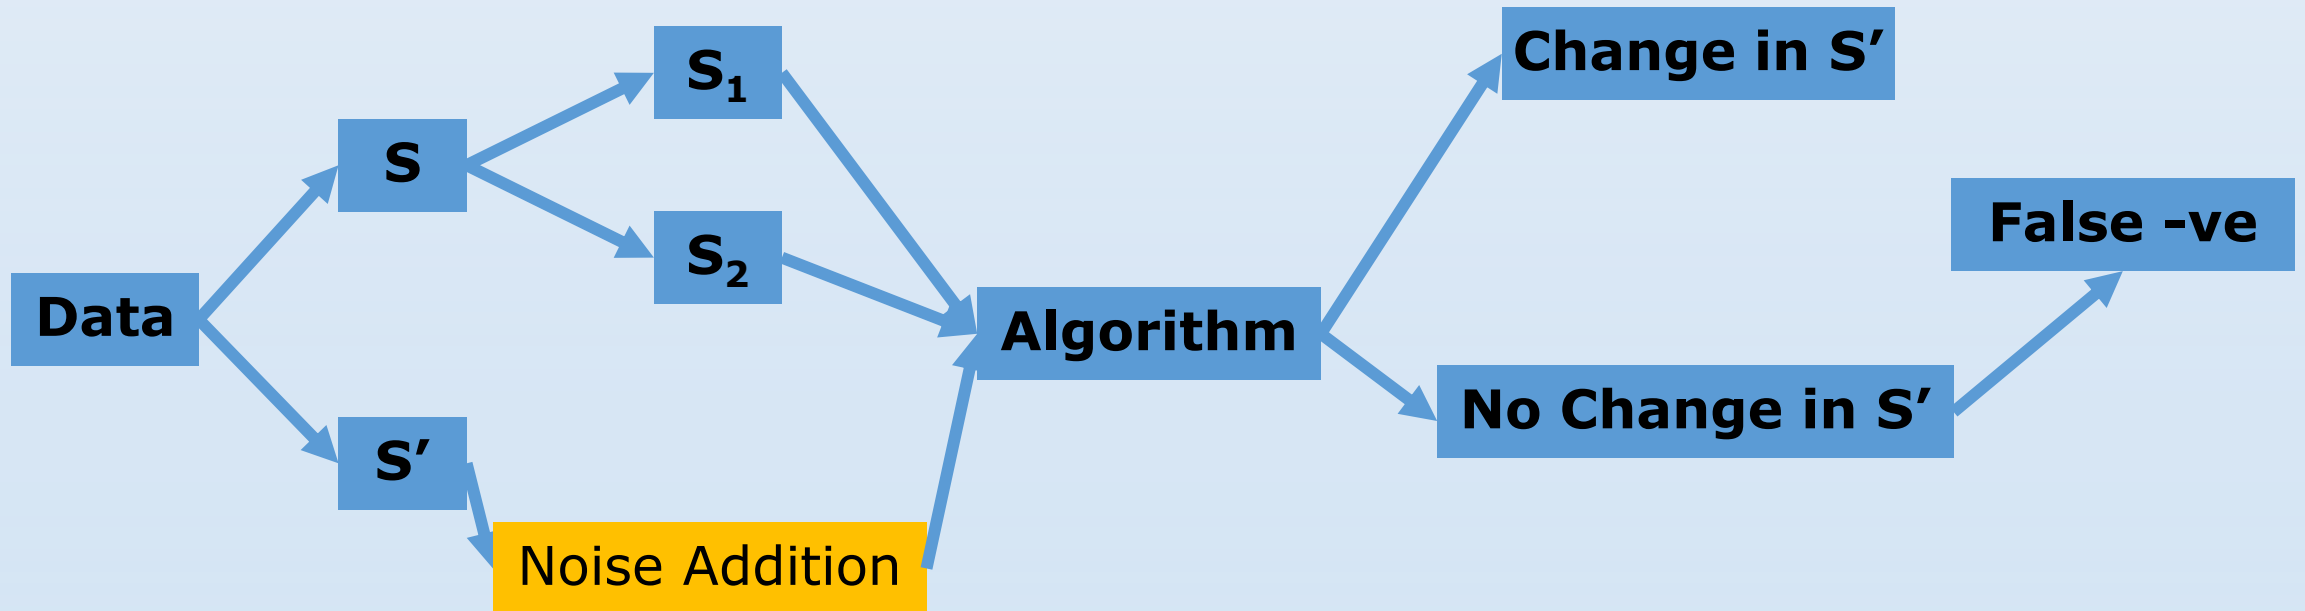 Data
S
S′
S₁
S₂
Noise Addition
Algorithm
Change in S′
No Change in S′
False –ve